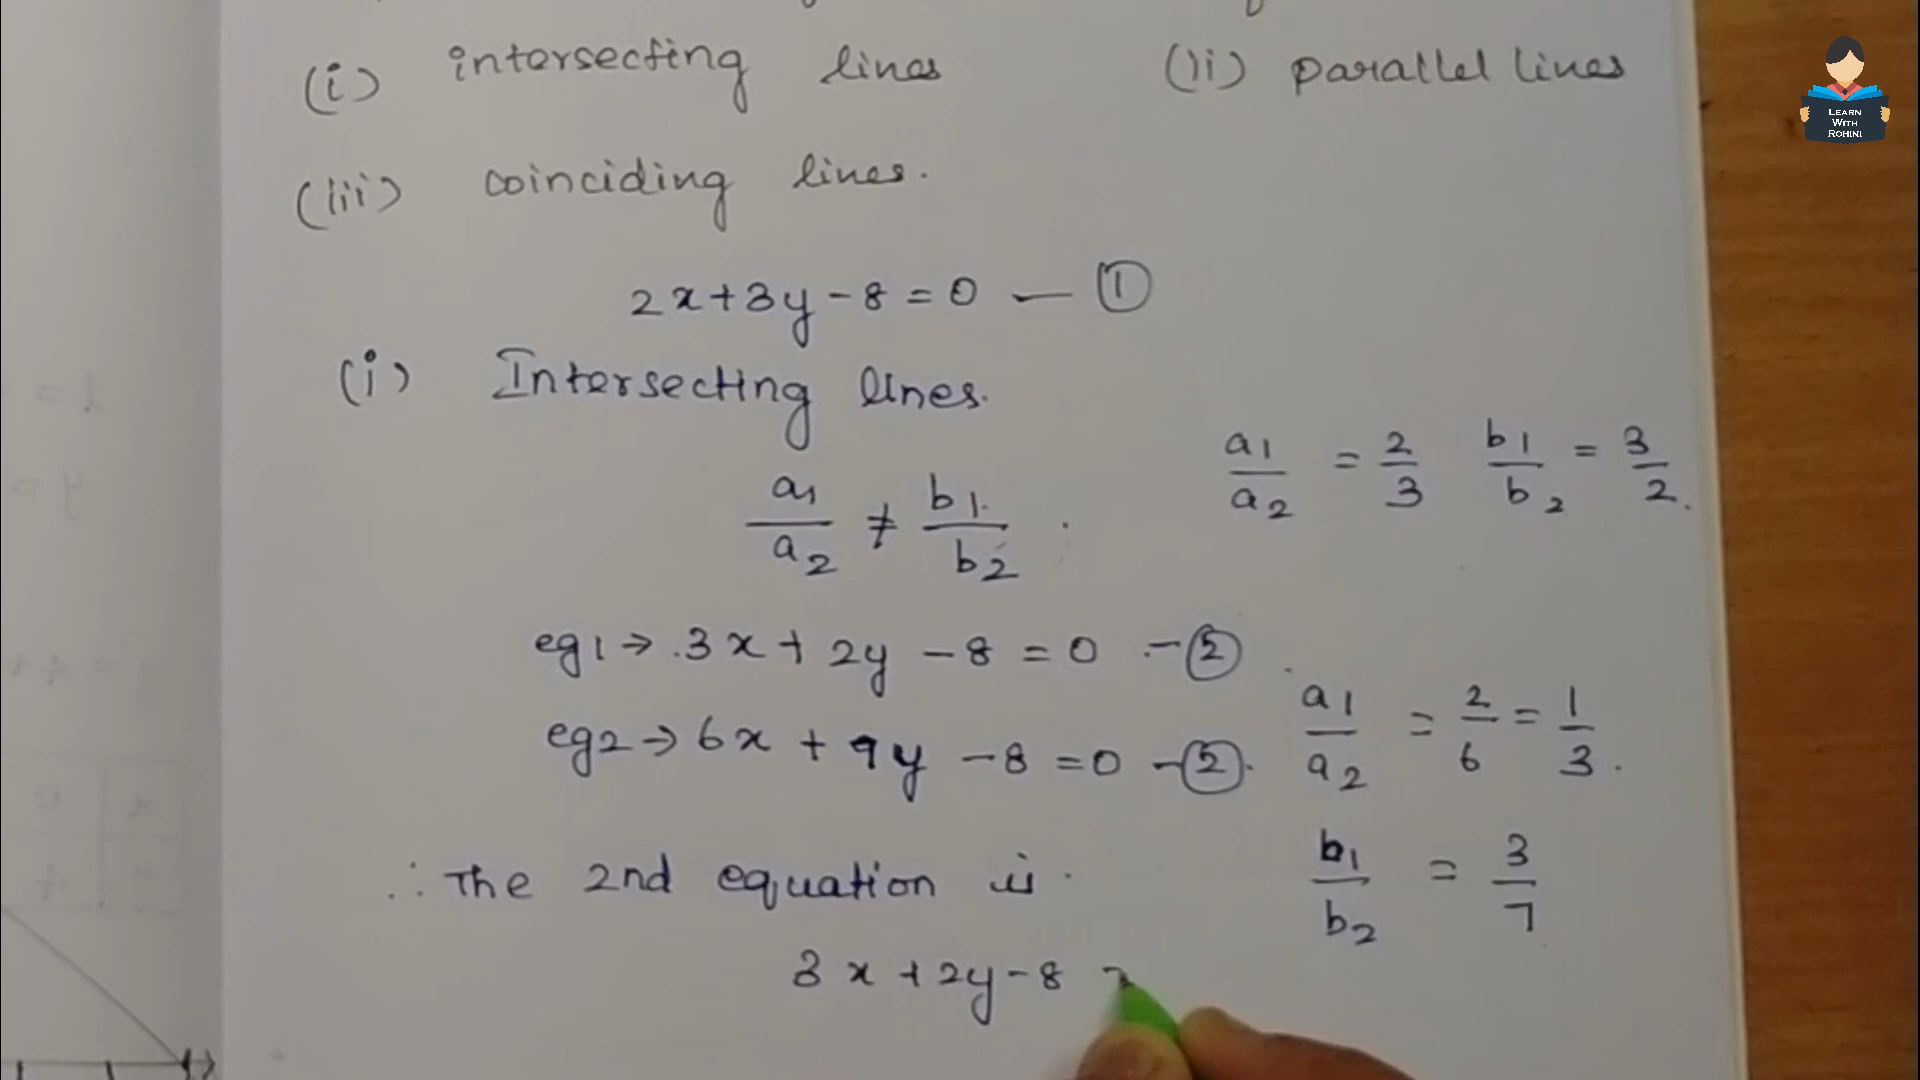 (i) intersecting lines (ii) parallel lines
(iii) coinciding lines.
2x+3y-8=0 — ①
(i) Intersecting lines.
a1/a2 ≠ b1/b2
a1/a2 = 2/3 b1/b2 = 3/2.
eg1→ 3x+2y-8=0 -②
eg2→ 6x+9y-8=0 -②.
a1/a2 = 2/6 = 1/3.
b1/b2 = 3/7
∴ The 2nd equation is
3x+2y-8
LEARN
WITH
ROHINI